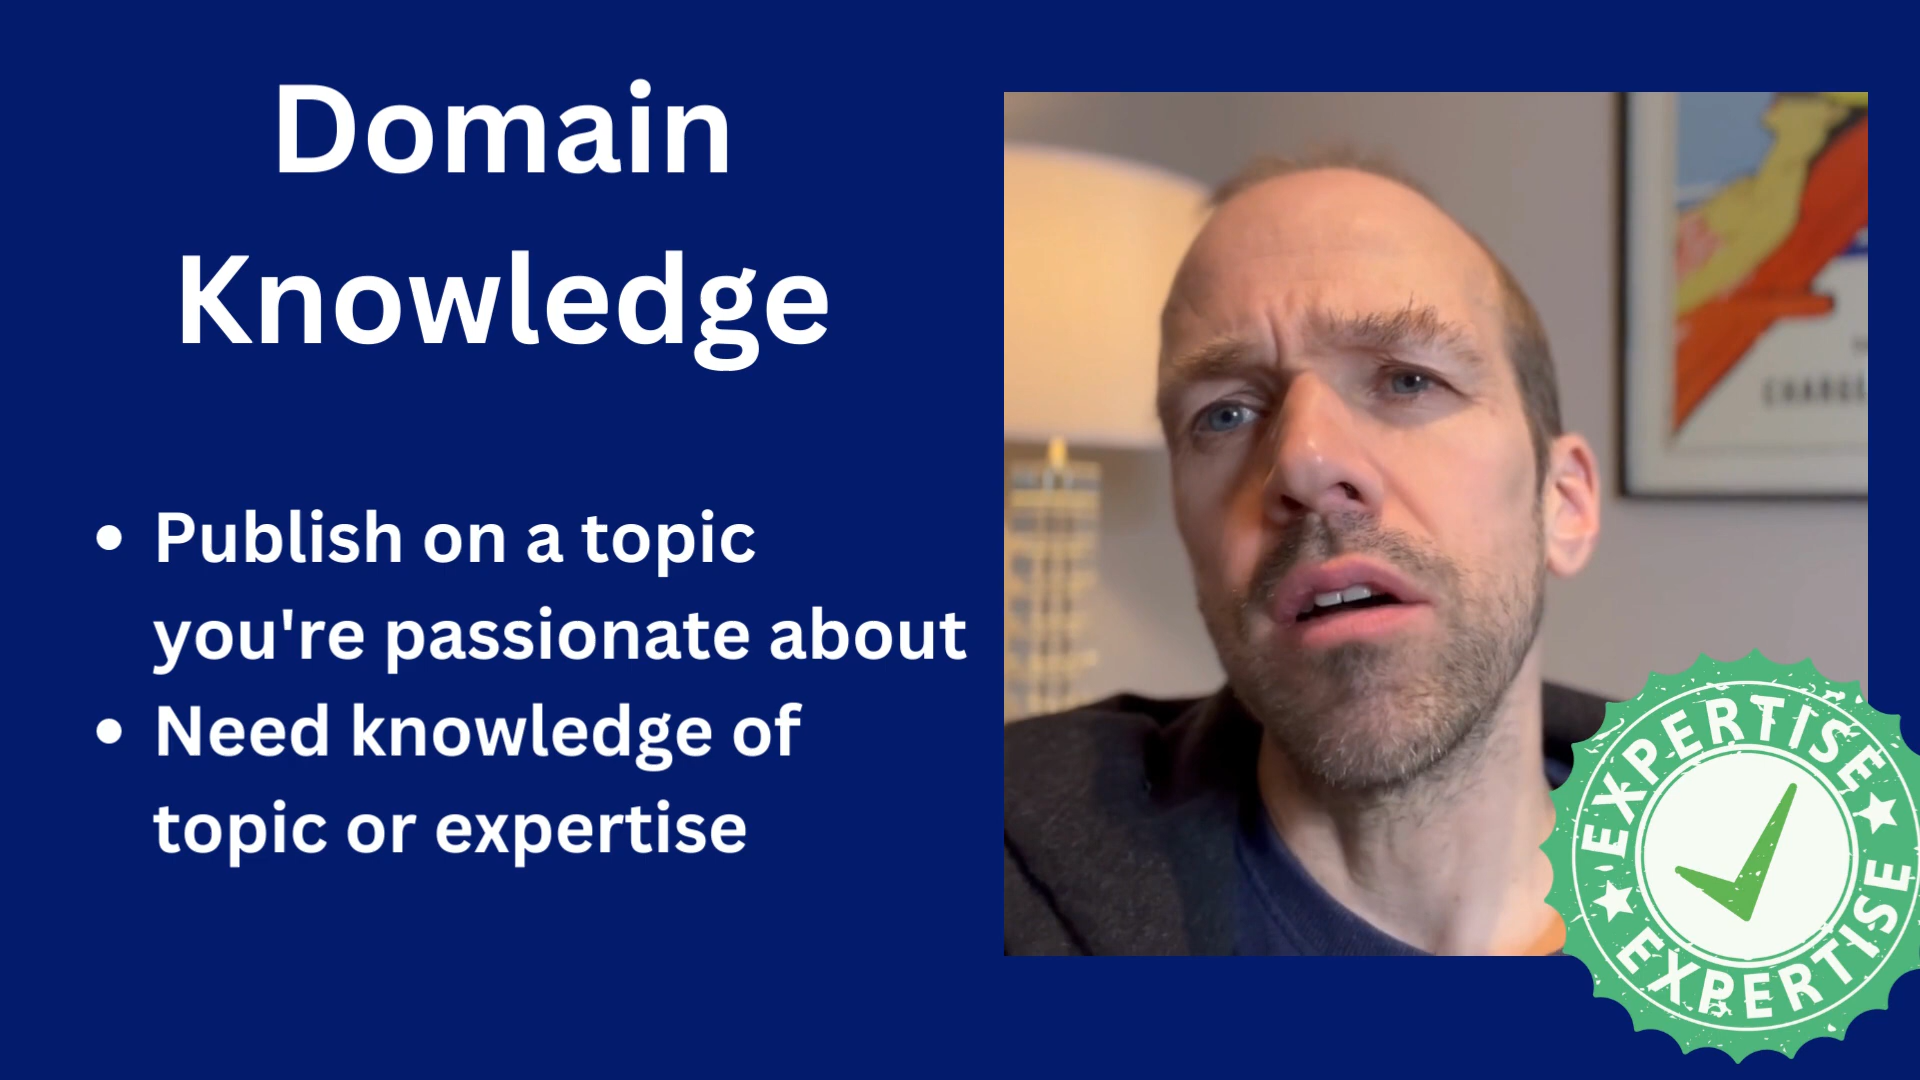 Domain
Knowledge
• Publish on a topic
you're passionate about
• Need knowledge of
topic or expertise
EXPERTISE
EXPERTISE